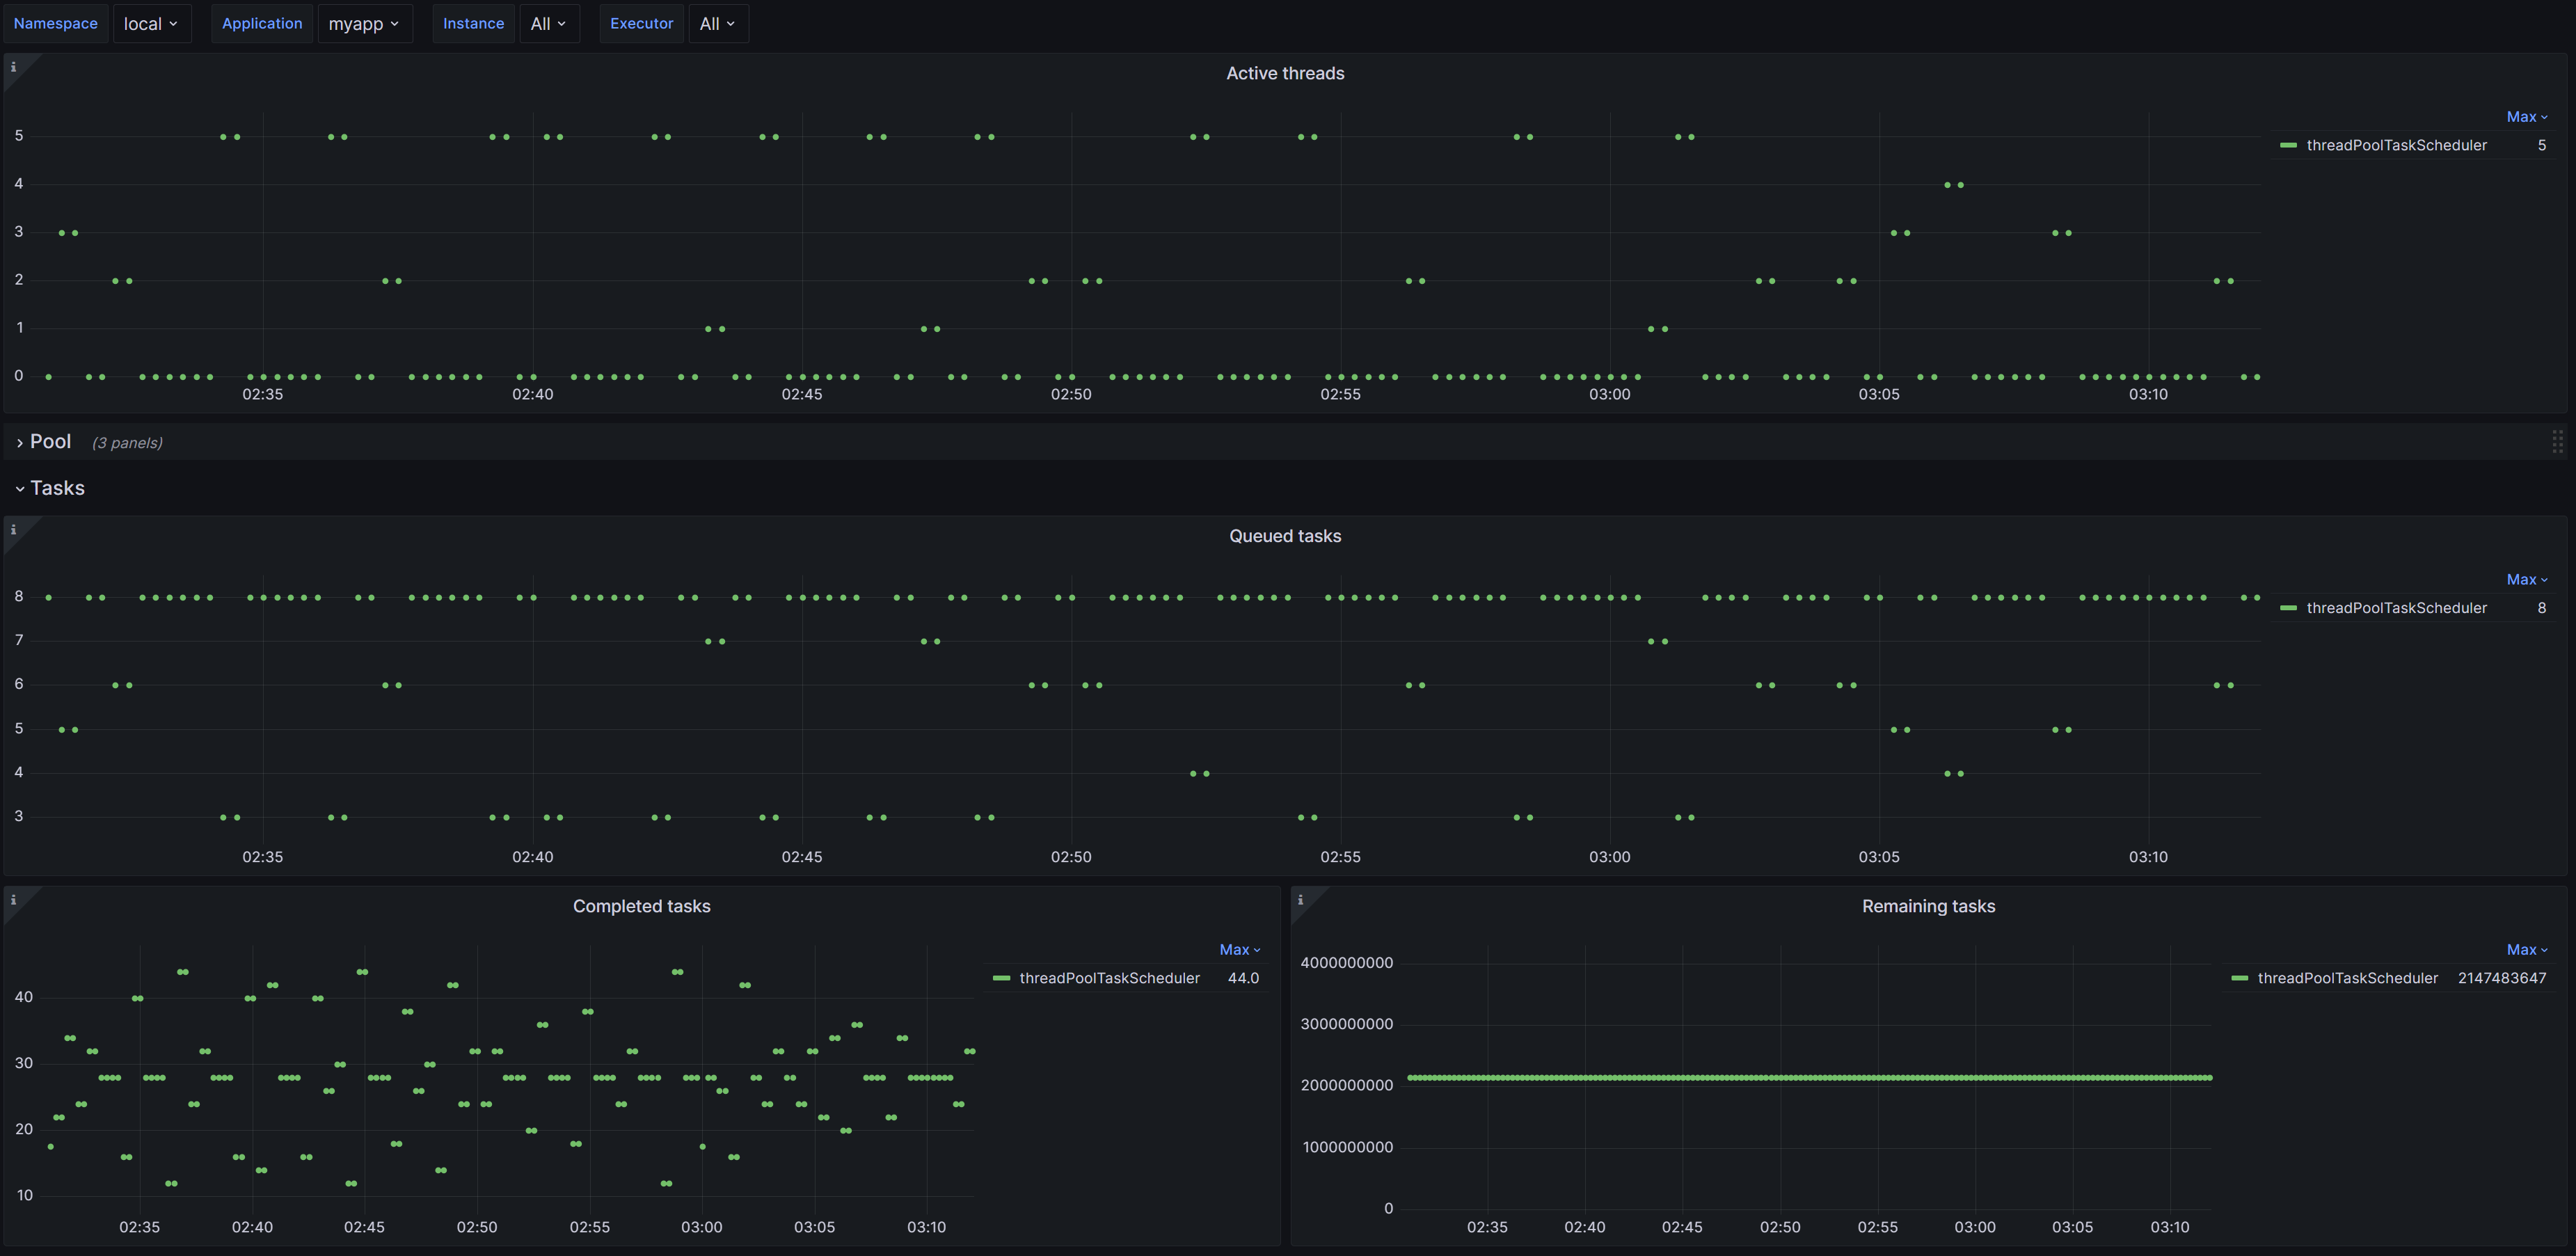 Namespace local Application myapp Instance All Executor All
Active threads
Max
threadPoolTaskScheduler 5
5
4
3
2
1
0
02:35 02:40 02:45 02:50 02:55 03:00 03:05 03:10
Pool (3 panels)
Tasks
Queued tasks
Max
threadPoolTaskScheduler 8
8
7
6
5
4
3
02:35 02:40 02:45 02:50 02:55 03:00 03:05 03:10
Completed tasks
Max
threadPoolTaskScheduler 44.0
40
30
20
10
02:35 02:40 02:45 02:50 02:55 03:00 03:05 03:10
Remaining tasks
Max
threadPoolTaskScheduler 2147483647
4000000000
3000000000
2000000000
1000000000
0
02:35 02:40 02:45 02:50 02:55 03:00 03:05 03:10